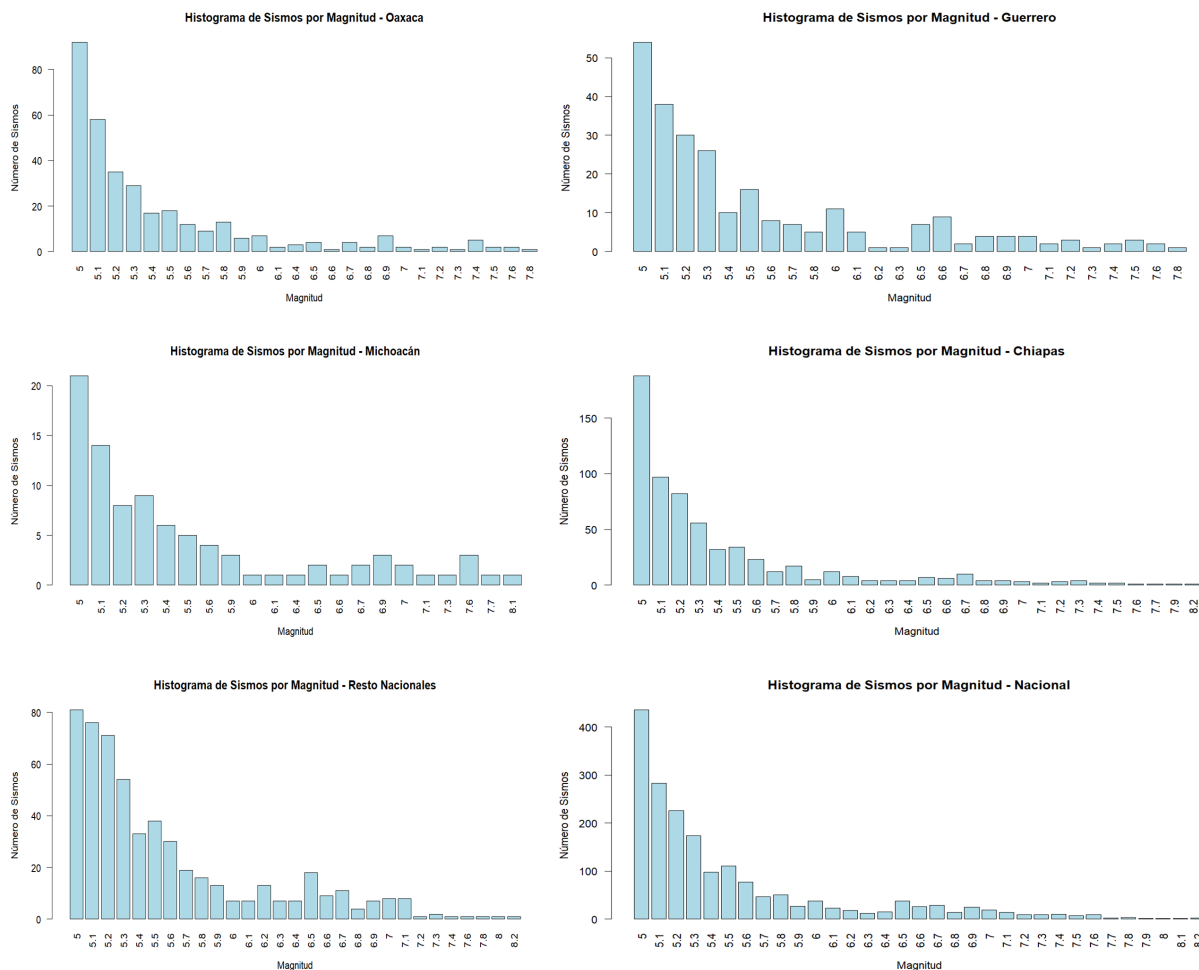 Histograma de Sismos por Magnitud - Oaxaca
Número de Sismos
80
60
40
20
0
5 5.1 5.2 5.3 5.4 5.5 5.6 5.7 5.8 5.9 6 6.1 6.4 6.5 6.6 6.7 6.8 6.9 7 7.1 7.2 7.3 7.4 7.5 7.6 7.8
Magnitud
Histograma de Sismos por Magnitud - Guerrero
Número de Sismos
50
40
30
20
10
0
5 5.1 5.2 5.3 5.4 5.5 5.6 5.7 5.8 6 6.1 6.2 6.3 6.5 6.6 6.7 6.8 6.9 7 7.1 7.2 7.3 7.4 7.5 7.6 7.8
Magnitud
Histograma de Sismos por Magnitud - Michoacán
Número de Sismos
20
15
10
5
0
5 5.1 5.2 5.3 5.4 5.5 5.6 5.9 6 6.1 6.4 6.5 6.6 6.7 6.9 7 7.1 7.3 7.6 7.7 8.1
Magnitud
Histograma de Sismos por Magnitud - Chiapas
Número de Sismos
150
100
50
0
5 5.1 5.2 5.3 5.4 5.5 5.6 5.7 5.8 5.9 6 6.1 6.2 6.3 6.4 6.5 6.6 6.7 6.8 6.9 7 7.1 7.2 7.3 7.4 7.5 7.6 7.7 7.9 8.2
Magnitud
Histograma de Sismos por Magnitud - Resto Nacionales
Número de Sismos
80
60
40
20
0
5 5.1 5.2 5.3 5.4 5.5 5.6 5.7 5.8 5.9 6 6.1 6.2 6.3 6.4 6.5 6.6 6.7 6.8 6.9 7 7.1 7.2 7.3 7.4 7.6 7.8 8 8.2
Magnitud
Histograma de Sismos por Magnitud - Nacional
Número de Sismos
400
300
200
100
0
5 5.1 5.2 5.3 5.4 5.5 5.6 5.7 5.8 5.9 6 6.1 6.2 6.3 6.4 6.5 6.6 6.7 6.8 6.9 7 7.1 7.2 7.3 7.4 7.5 7.6 7.7 7.8 7.9 8 8.1 8.2
Magnitud